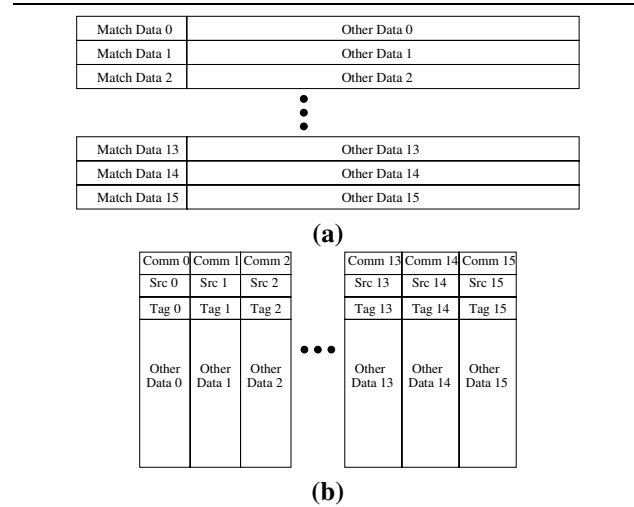 Match Data 0 Other Data 0
Match Data 1 Other Data 1
Match Data 2 Other Data 2
Match Data 13 Other Data 13
Match Data 14 Other Data 14
Match Data 15 Other Data 15
(a)
Comm 0 Comm 1 Comm 2 Comm 13 Comm 14 Comm 15
Src 0 Src 1 Src 2 Src 13 Src 14 Src 15
Tag 0 Tag 1 Tag 2 Tag 13 Tag 14 Tag 15
Other Other Other Other Other Other
Data 0 Data 1 Data 2 Data 13 Data 14 Data 15
(b)